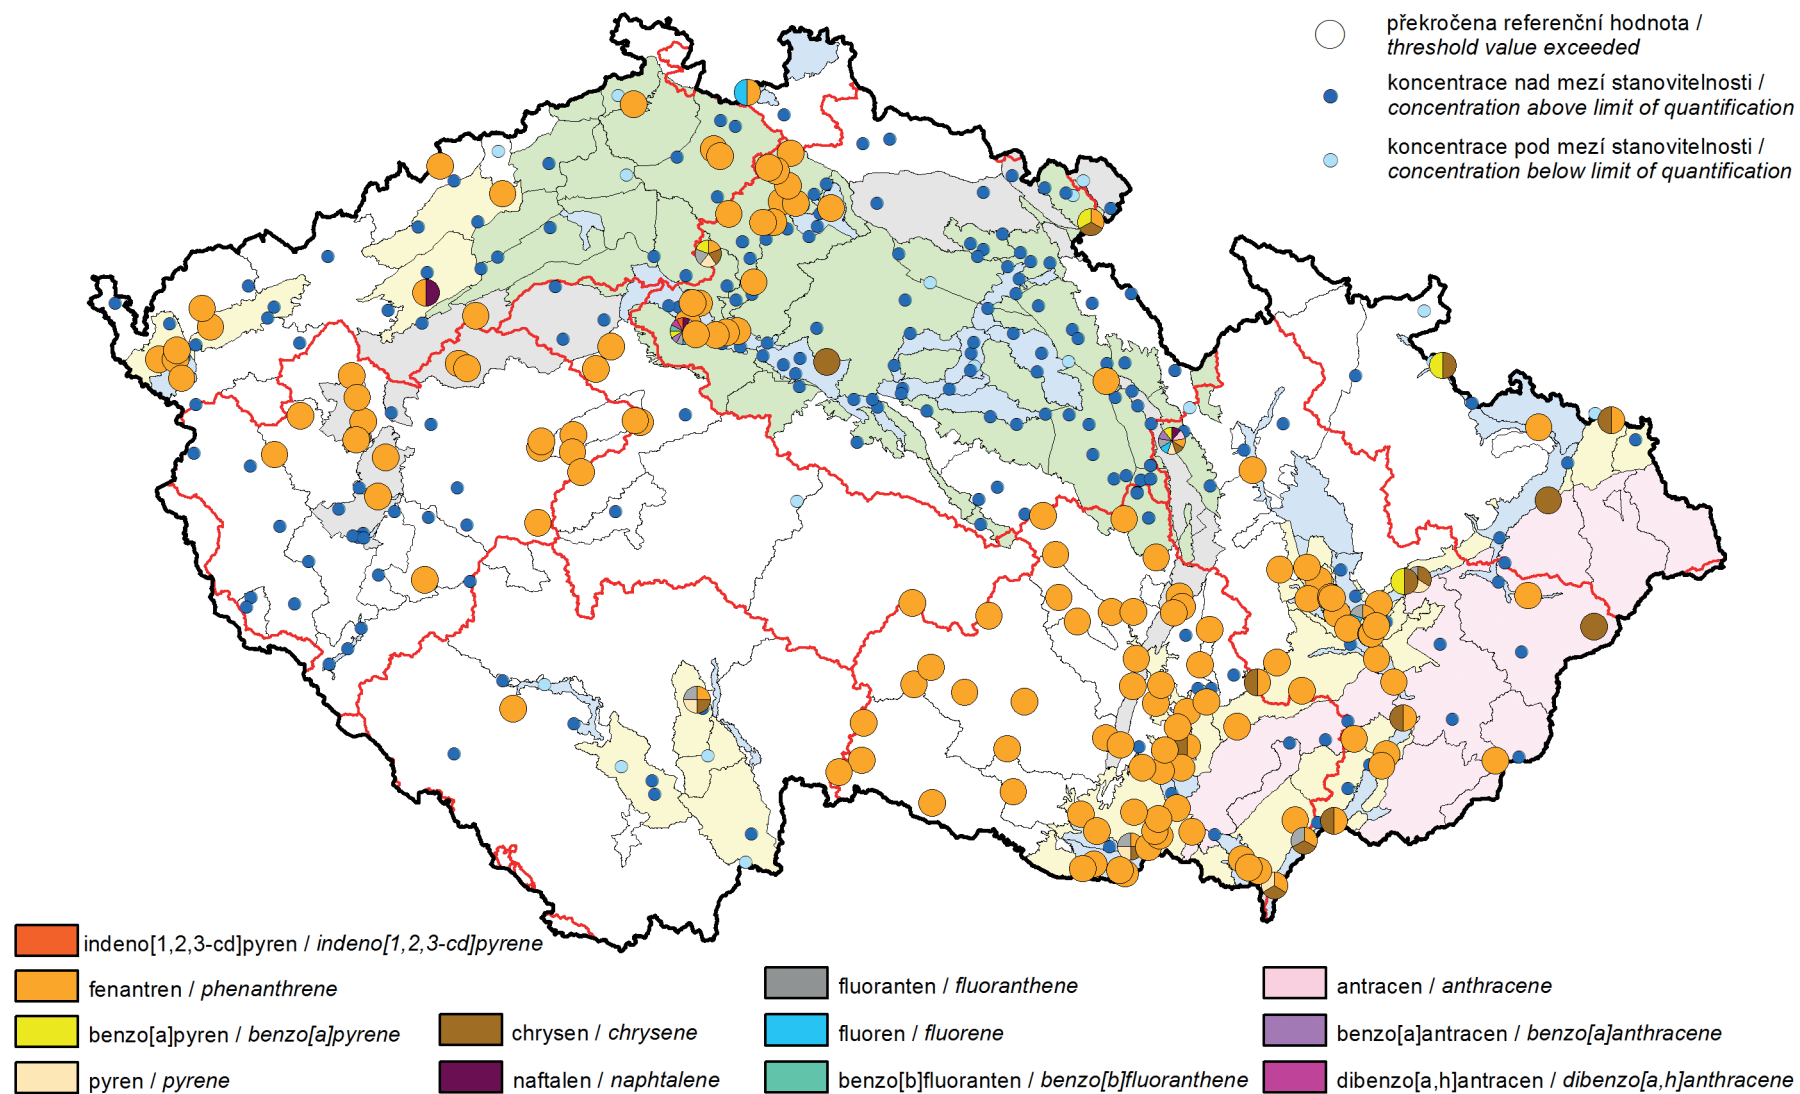 překročena referenční hodnota /
threshold value exceeded
koncentrace nad mezí stanovitelnosti /
concentration above limit of quantification
koncentrace pod mezí stanovitelnosti /
concentration below limit of quantification
indeno[1,2,3-cd]pyren / indeno[1,2,3-cd]pyrene
fenantren / phenanthrene
benzo[a]pyren / benzo[a]pyrene
pyren / pyrene
chrysen / chrysene
naftalen / naphtalene
fluoranten / fluoranthene
fluoren / fluorene
benzo[b]fluoranten / benzo[b]fluoranthene
antracen / anthracene
benzo[a]antracen / benzo[a]anthracene
dibenzo[a,h]antracen / dibenzo[a,h]anthracene